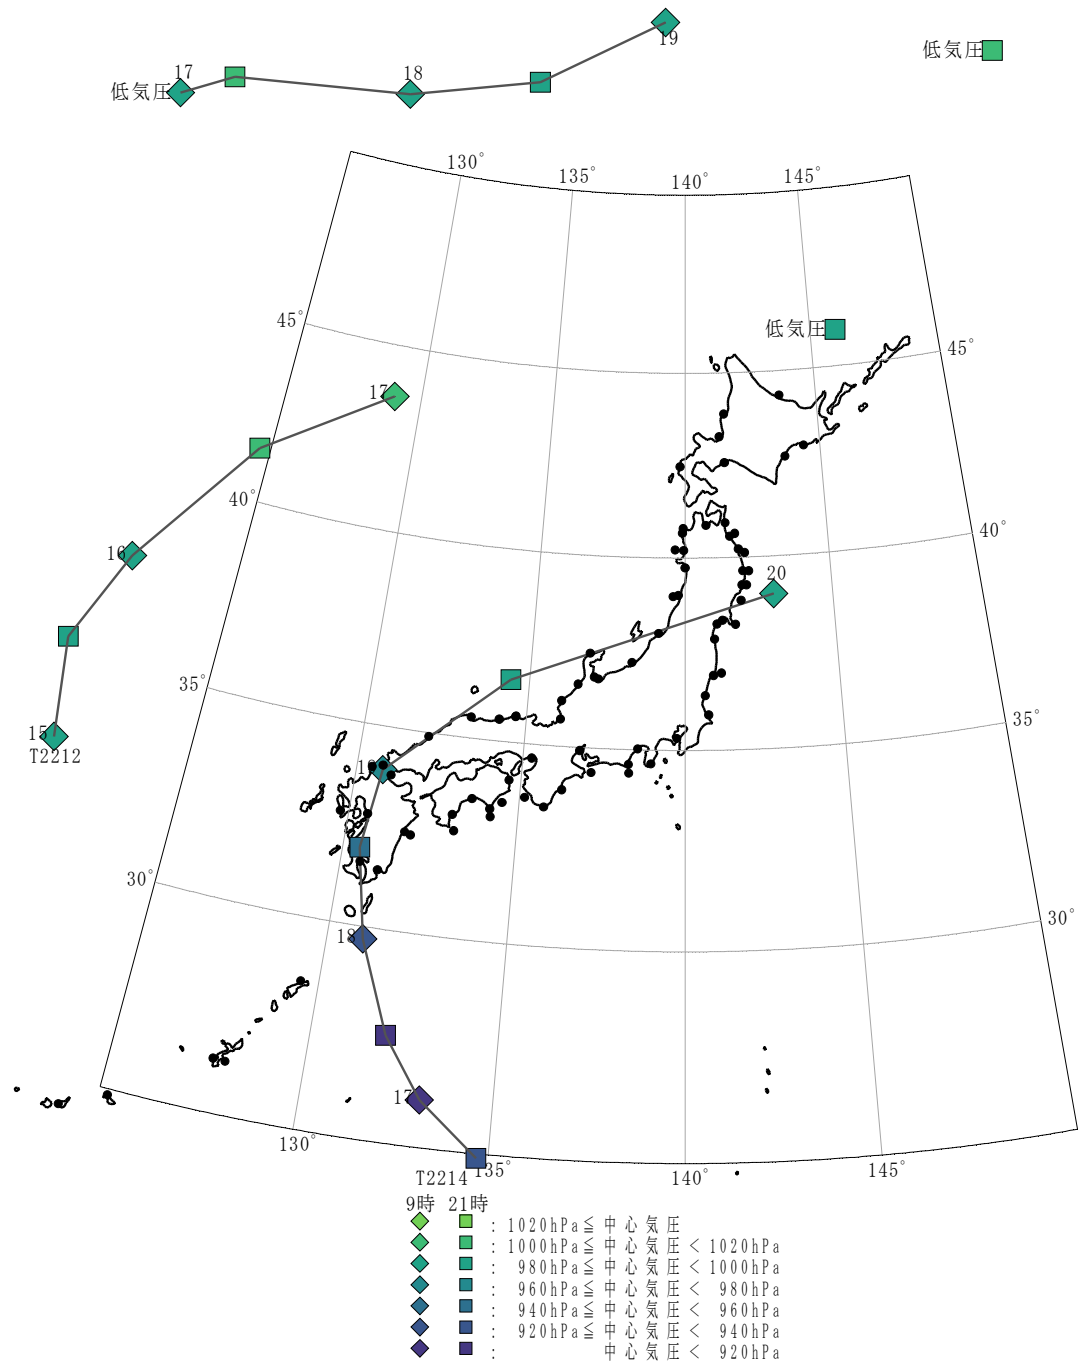 19
低気圧
17
18
低気圧
130°
135°
140°
145°
45°
低気圧
45°
17
40°
40°
16
20
35°
35°
15
T2212
19
30°
30°
18
17
130°
135°
140°
145°
T2214
9時 21時
: 1020hPa≦中心気圧
: 1000hPa≦中心気圧<1020hPa
: 980hPa≦中心気圧<1000hPa
: 960hPa≦中心気圧< 980hPa
: 940hPa≦中心気圧< 960hPa
: 920hPa≦中心気圧< 940hPa
: 中心気圧< 920hPa